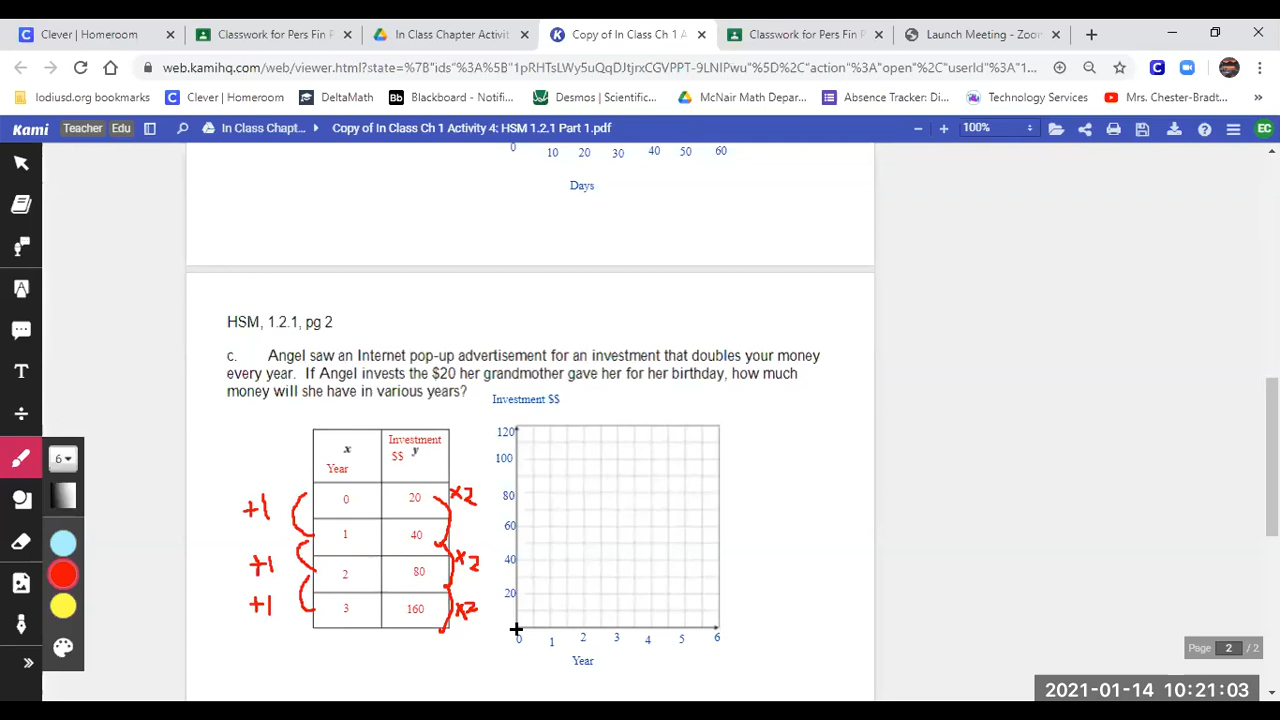 Clever | Homeroom
Classwork for Pers Fin P
In Class Chapter Activit
Copy of In Class Ch 1 A
Classwork for Pers Fin P
Launch Meeting - Zoom
web.kamihq.com/web/viewer.html?state=%7B"ids"%3A%5B"1pRHTsLWy5uQqDJtjrxCGVPPT-9LNIPwu"%5D%2C"action"%3A"open"%2C"userId"%3A"1...
lodiusd.org bookmarks
Clever | Homeroom
DeltaMath
Blackboard - Notifi...
Desmos | Scientific...
McNair Math Depar...
Absence Tracker: Di...
Technology Services
Mrs. Chester-Bradt...
»
Kami Teacher Edu
In Class Chapt...
Copy of In Class Ch 1 Activity 4: HSM 1.2.1 Part 1.pdf
100%
EC
0 10 20 30 40 50 60
Days
HSM, 1.2.1, pg 2
c. Angel saw an Internet pop-up advertisement for an investment that doubles your money
every year. If Angel invests the $20 her grandmother gave her for her birthday, how much
money will she have in various years?
Investment $$
x Year
Investment $$ y
0 20
1 40
2 80
3 160
+1
+1
+1
x2
x2
x2
120
100
80
60
40
20
0 1 2 3 4 5 6
Year
6
Page 2 / 2
2021-01-14 10:21:03